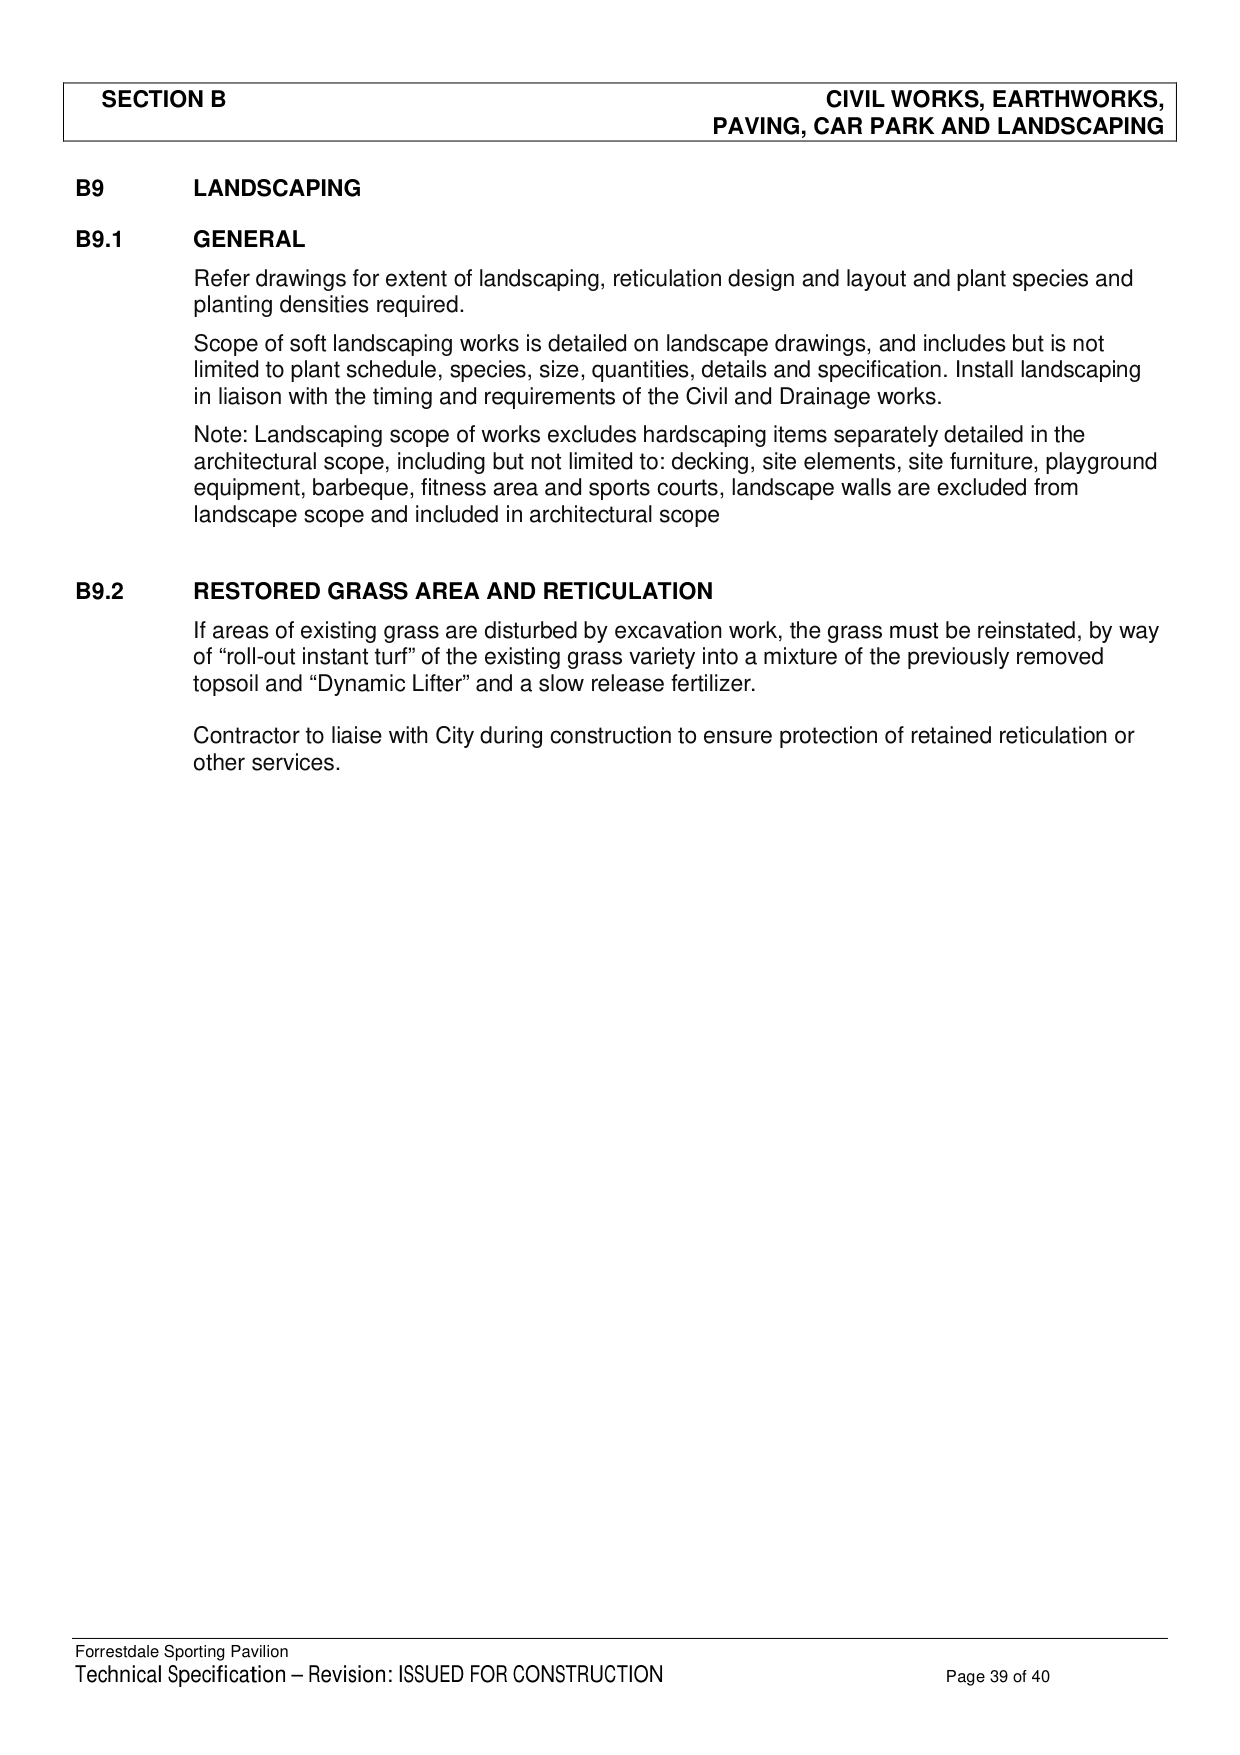 SECTION B CIVIL WORKS, EARTHWORKS,
PAVING, CAR PARK AND LANDSCAPING
B9 LANDSCAPING
B9.1 GENERAL
Refer drawings for extent of landscaping, reticulation design and layout and plant species and
planting densities required.
Scope of soft landscaping works is detailed on landscape drawings, and includes but is not
limited to plant schedule, species, size, quantities, details and specification. Install landscaping
in liaison with the timing and requirements of the Civil and Drainage works.
Note: Landscaping scope of works excludes hardscaping items separately detailed in the
architectural scope, including but not limited to: decking, site elements, site furniture, playground
equipment, barbeque, fitness area and sports courts, landscape walls are excluded from
landscape scope and included in architectural scope
B9.2 RESTORED GRASS AREA AND RETICULATION
If areas of existing grass are disturbed by excavation work, the grass must be reinstated, by way
of “roll-out instant turf” of the existing grass variety into a mixture of the previously removed
topsoil and “Dynamic Lifter” and a slow release fertilizer.
Contractor to liaise with City during construction to ensure protection of retained reticulation or
other services.
Forrestdale Sporting Pavilion
Technical Specification – Revision: ISSUED FOR CONSTRUCTION Page 39 of 40